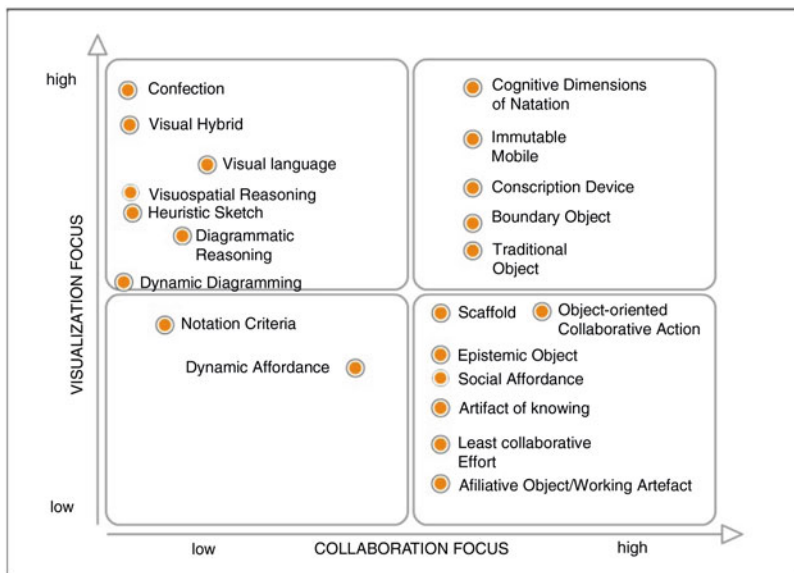 high
Confection
Visual Hybrid
Visual language
Visuospatial Reasoning
Heuristic Sketch
Diagrammatic
Reasoning
Dynamic Diagramming
Cognitive Dimensions
of Natation
Immutable
Mobile
Conscription Device
Boundary Object
Traditional
Object
VISUALIZATION FOCUS
Notation Criteria
Dynamic Affordance
Scaffold
Object-oriented
Collaborative Action
Epistemic Object
Social Affordance
Artifact of knowing
Least collaborative
Effort
Afiliative Object/Working Artefact
low
low
COLLABORATION FOCUS
high